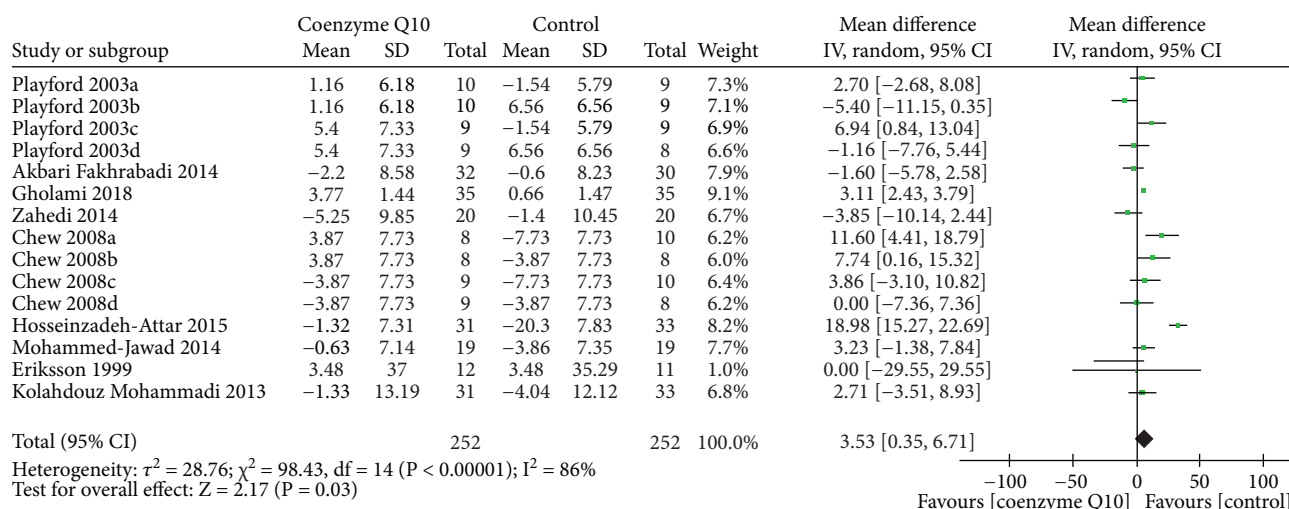 Coenzyme Q10 Control Mean difference Mean difference
Study or subgroup Mean SD Total Mean SD Total Weight IV, random, 95% CI IV, random, 95% CI
Playford 2003a 1.16 6.18 10 −1.54 5.79 9 7.3% 2.70 [−2.68, 8.08]
Playford 2003b 1.16 6.18 10 6.56 6.56 9 7.1% −5.40 [−11.15, 0.35]
Playford 2003c 5.4 7.33 9 −1.54 5.79 9 6.9% 6.94 [0.84, 13.04]
Playford 2003d 5.4 7.33 9 6.56 6.56 8 6.6% −1.16 [−7.76, 5.44]
Akbari Fakhrabadi 2014 −2.2 8.58 32 −0.6 8.23 30 7.9% −1.60 [−5.78, 2.58]
Gholami 2018 3.77 1.44 35 0.66 1.47 35 9.1% 3.11 [2.43, 3.79]
Zahedi 2014 −5.25 9.85 20 −1.4 10.45 20 6.7% −3.85 [−10.14, 2.44]
Chew 2008a 3.87 7.73 8 −7.73 7.73 10 6.2% 11.60 [4.41, 18.79]
Chew 2008b 3.87 7.73 8 −3.87 7.73 8 6.0% 7.74 [0.16, 15.32]
Chew 2008c −3.87 7.73 9 −7.73 7.73 10 6.4% 3.86 [−3.10, 10.82]
Chew 2008d −3.87 7.73 9 −3.87 7.73 8 6.2% 0.00 [−7.36, 7.36]
Hosseinzadeh-Attar 2015 −1.32 7.31 31 −20.3 7.83 33 8.2% 18.98 [15.27, 22.69]
Mohammed-Jawad 2014 −0.63 7.14 19 −3.86 7.35 19 7.7% 3.23 [−1.38, 7.84]
Eriksson 1999 3.48 37 12 3.48 35.29 11 1.0% 0.00 [−29.55, 29.55]
Kolahdouz Mohammadi 2013 −1.33 13.19 31 −4.04 12.12 33 6.8% 2.71 [−3.51, 8.93]
Total (95% CI) 252 252 100.0% 3.53 [0.35, 6.71]
Heterogeneity: τ² = 28.76; χ² = 98.43, df = 14 (P < 0.00001); I² = 86%
Test for overall effect: Z = 2.17 (P = 0.03)
−100 −50 0 50 100
Favours [coenzyme Q10] Favours [control]